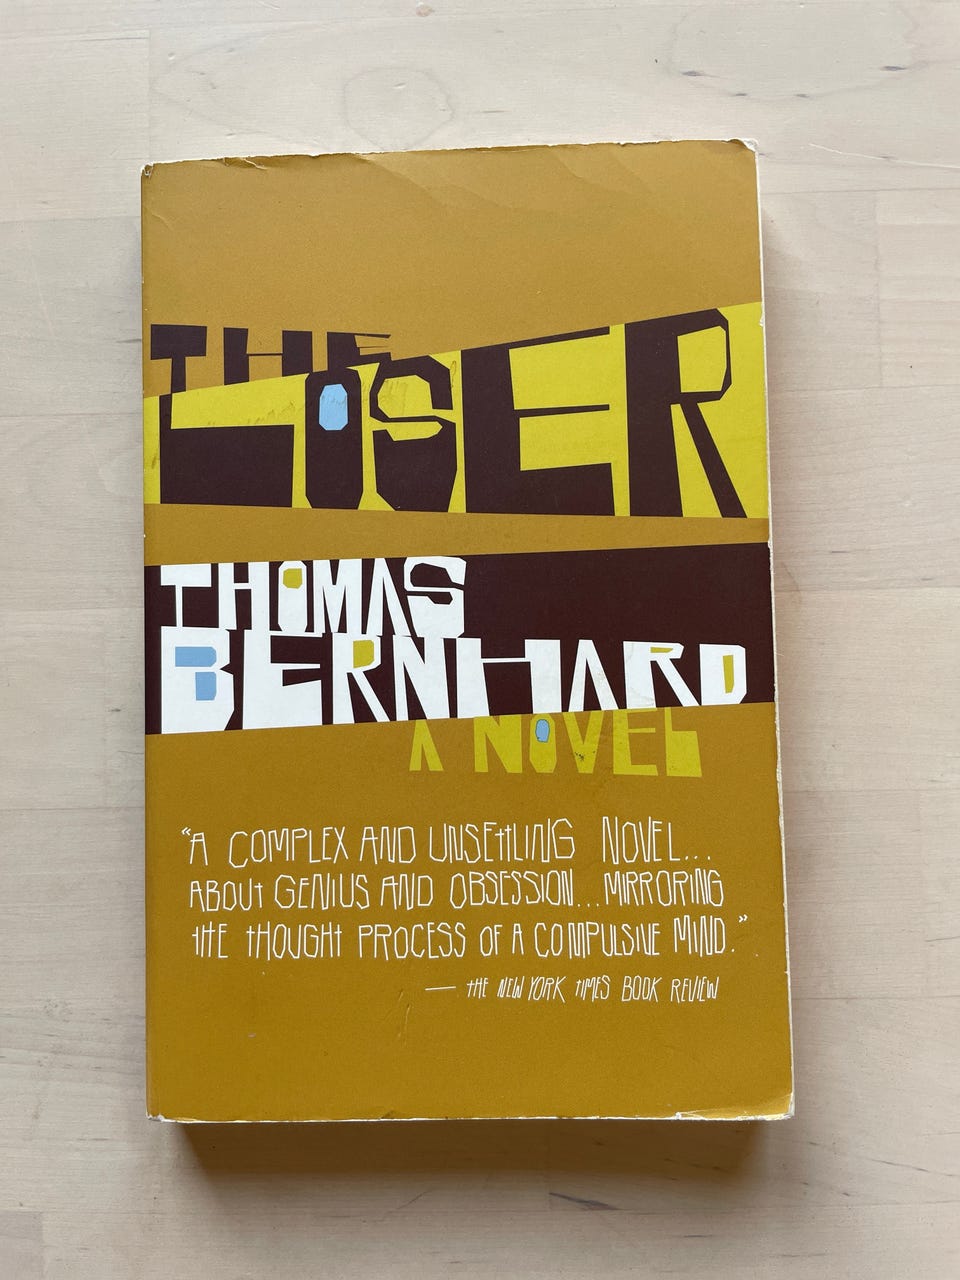 THE
LOSER
THOMAS
BERNHARD
A NOVEL
“A COMPLEX AND UNSETTLING NOVEL...
ABOUT GENIUS AND OBSESSION...MIRRORING
THE THOUGHT PROCESS OF A COMPULSIVE MIND.”
— THE NEW YORK TIMES BOOK REVIEW